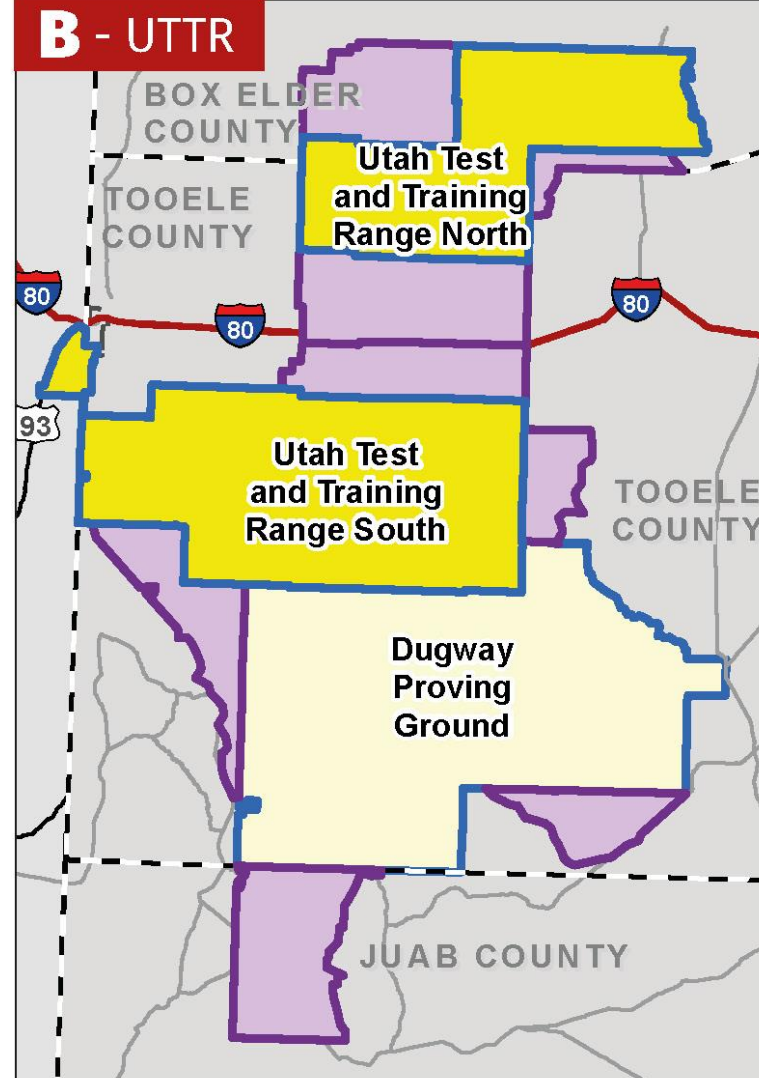 B - UTTR
BOX ELDER
COUNTY
Utah Test
and Training
Range North
TOOELE
COUNTY
80
80
80
93
Utah Test
and Training
Range South
TOOELE
COUNTY
Dugway
Proving
Ground
JUAB COUNTY